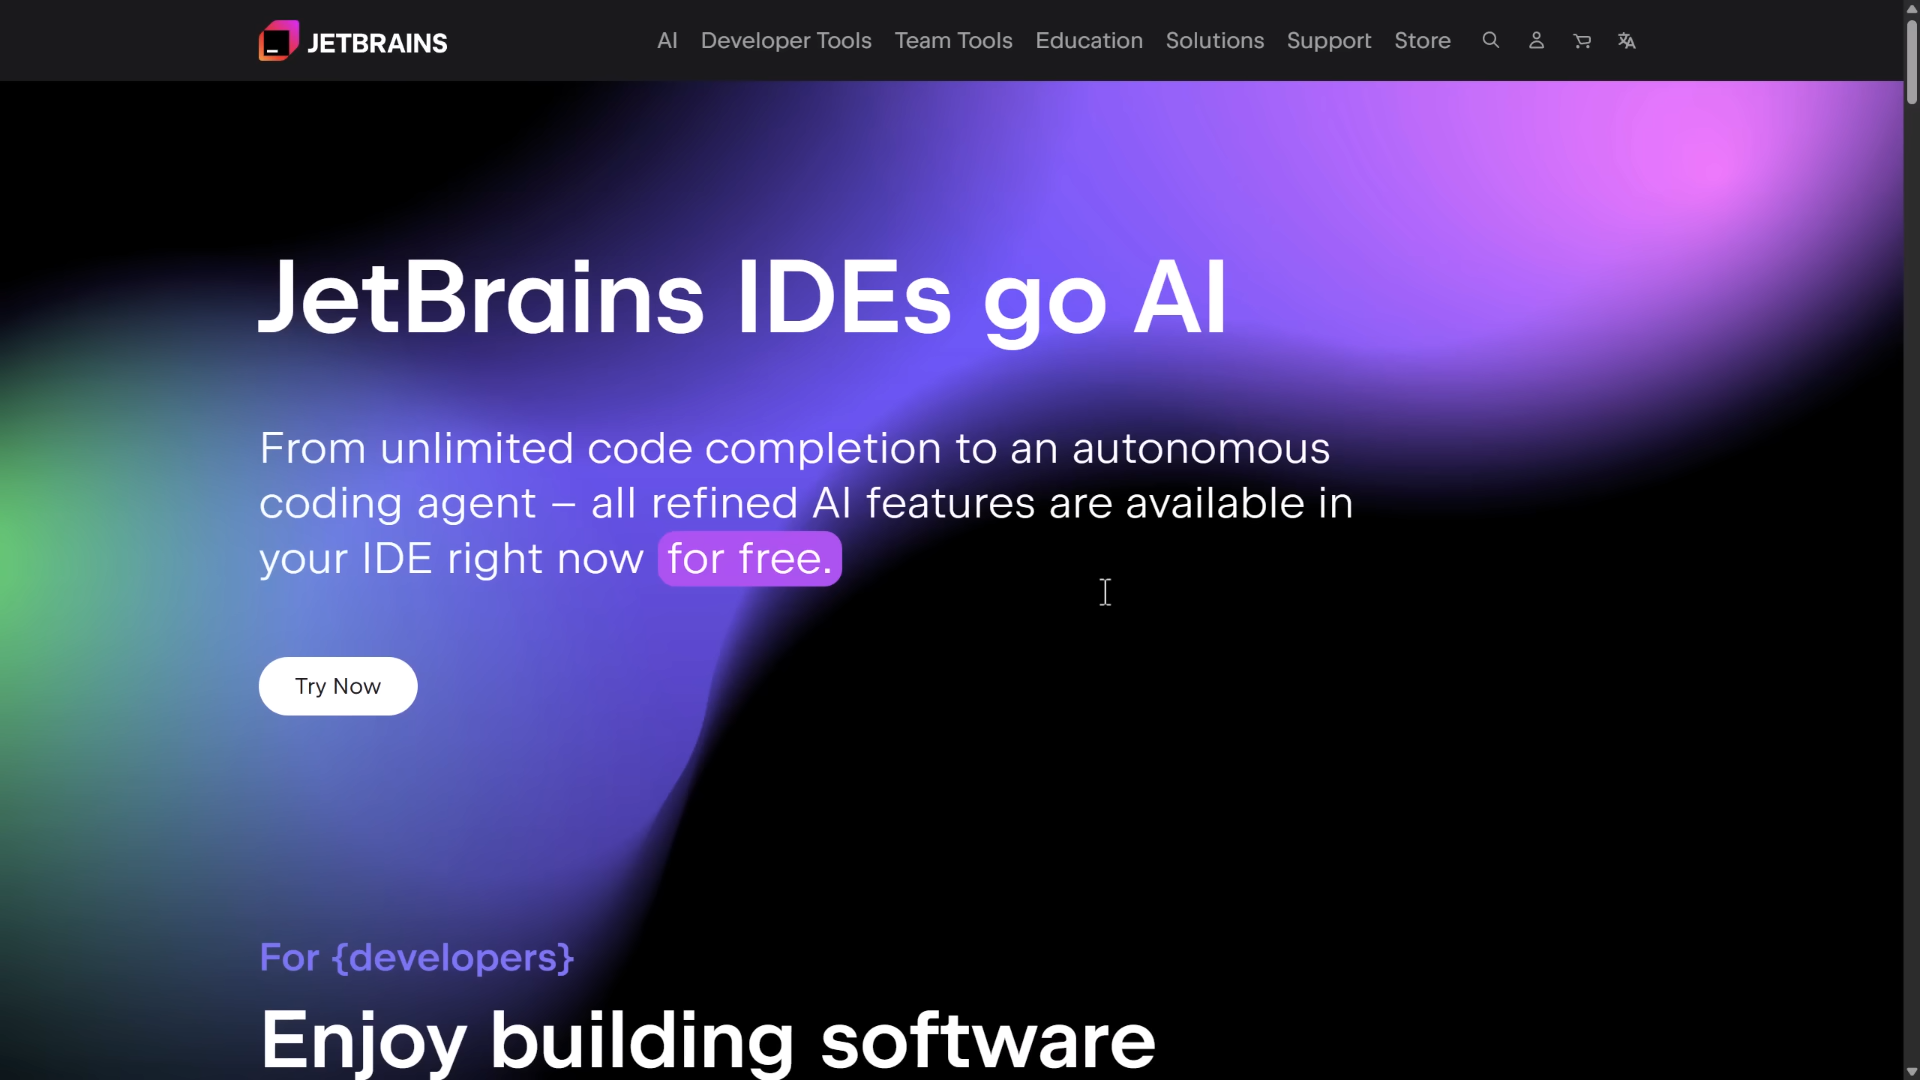 JETBRAINS
AI Developer Tools Team Tools Education Solutions Support Store
JetBrains IDEs go AI
From unlimited code completion to an autonomous
coding agent – all refined AI features are available in
your IDE right now for free.
Try Now
For {developers}
Enjoy building software